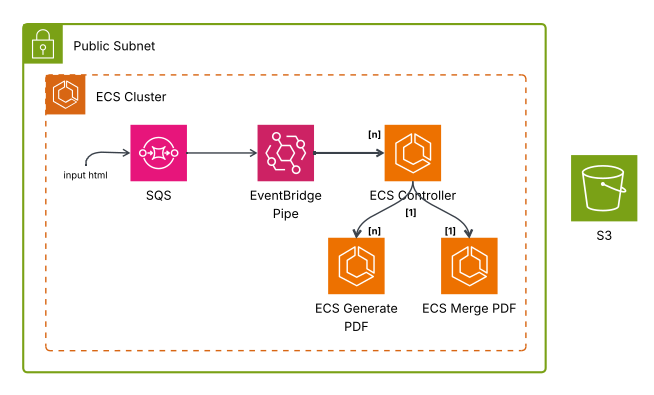 Public Subnet
ECS Cluster
input html
SQS
EventBridge
Pipe
[n]
ECS Controller
[1]
[n]
[1]
ECS Generate
PDF
ECS Merge PDF
S3